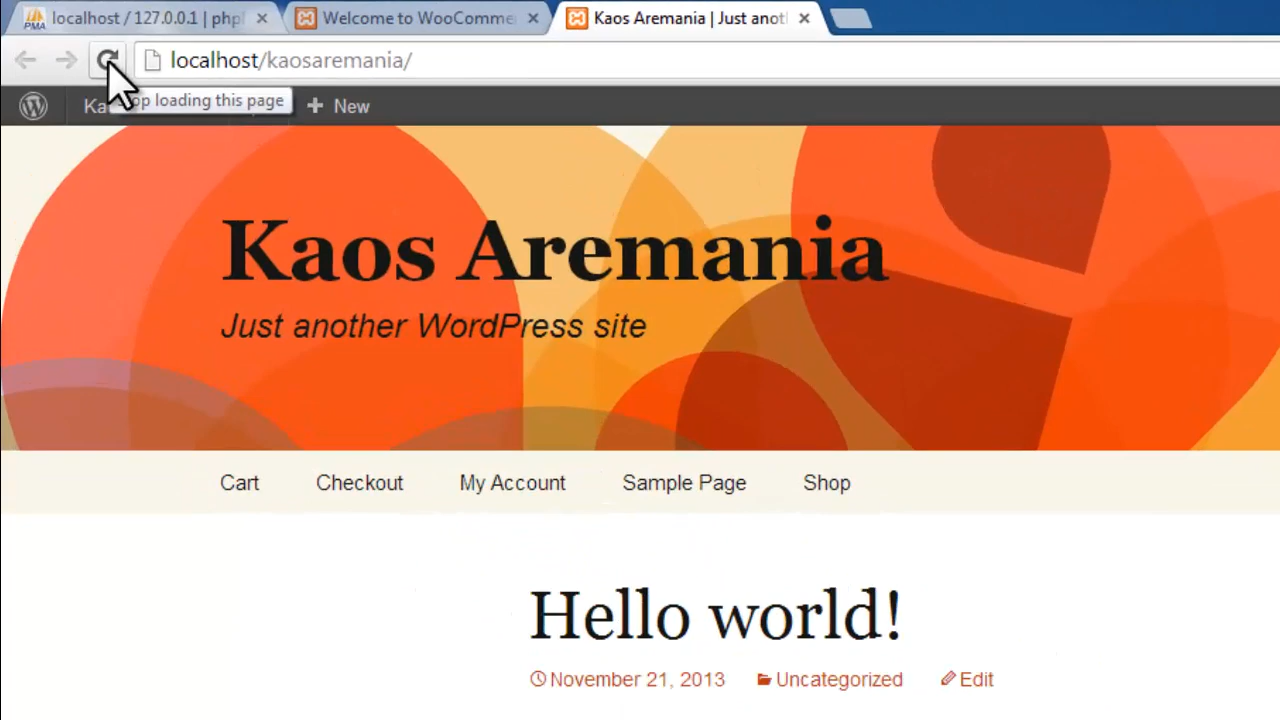 localhost / 127.0.0.1 | php
Welcome to WooComme
Kaos Aremania | Just anot
localhost/kaosaremania/
loading this page
New
Kaos Aremania
Just another WordPress site
Cart Checkout My Account Sample Page Shop
Hello world!
November 21, 2013 Uncategorized Edit